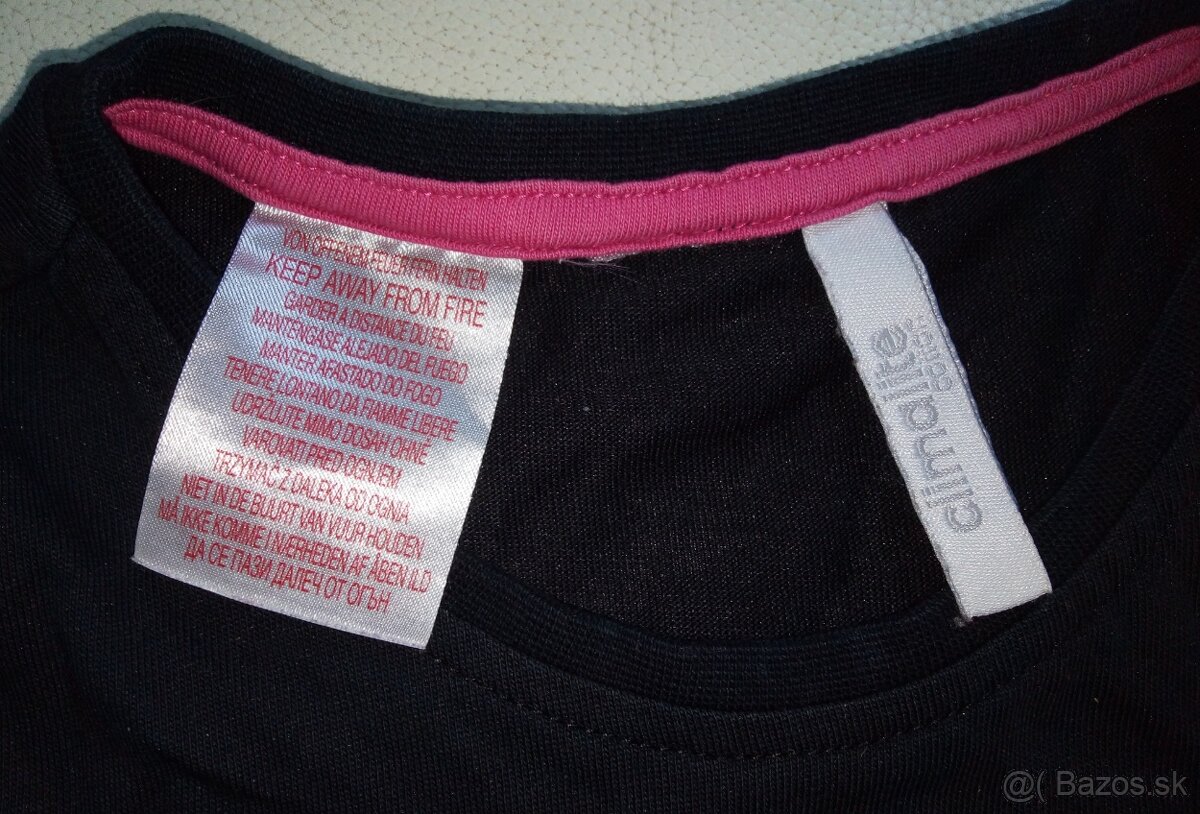 VON OFFENEM FEUER FERN HALTEN
KEEP AWAY FROM FIRE
GARDER À DISTANCE DU FEU
MANTÉNGASE ALEJADO DEL FUEGO
MANTER AFASTADO DO FOGO
TENERE LONTANO DA FIAMME LIBERE
UDRŽUJTE MIMO DOSAH OHNĚ
VAROVATI PRED OGNJEM
TRZYMAĆ Z DALEKA OD OGNIA
NIET IN DE BUURT VAN VUUR HOUDEN
MÅ IKKE KOMME I NÆRHEDEN AF ÅBEN ILD
ДА СЕ ПАЗИ ДАЛЕЧ ОТ ОГЪН
climalite
cotton
@( Bazos.sk